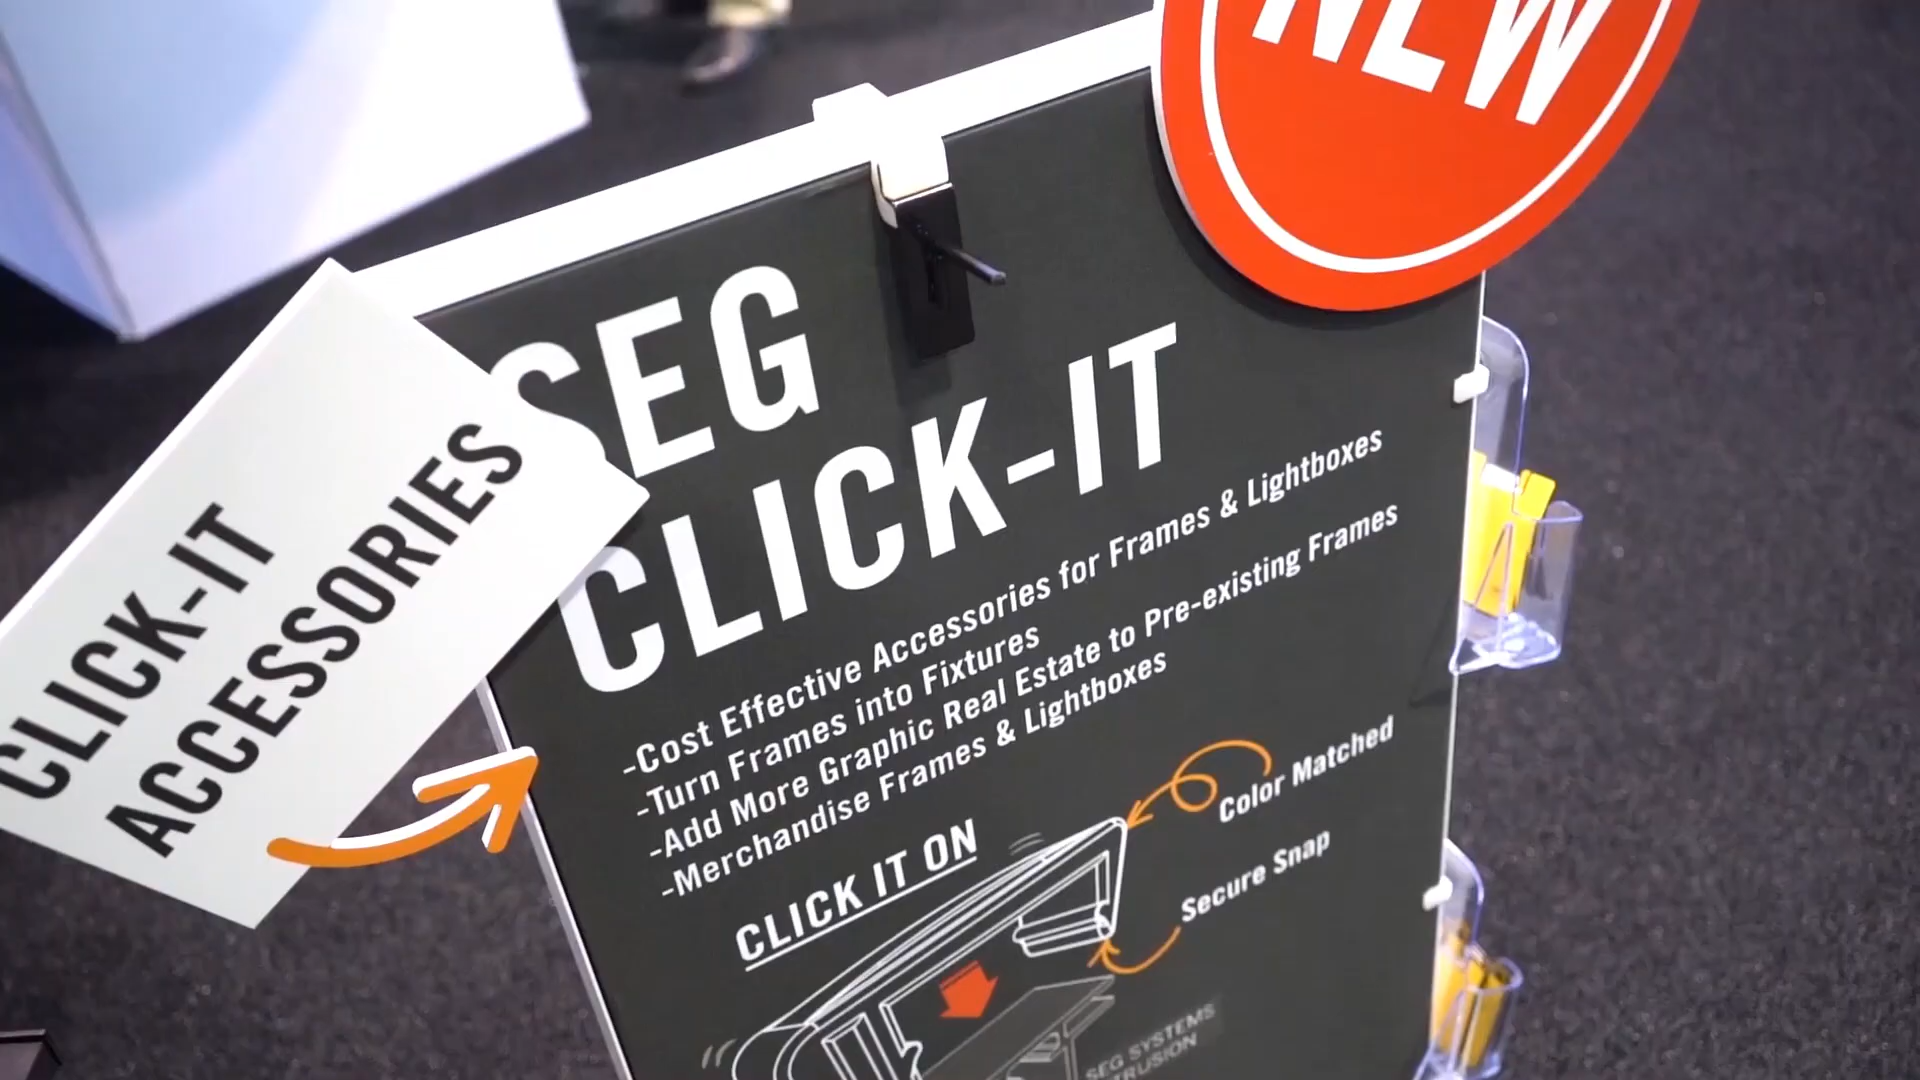 NEW
SEG
CLICK-IT
CLICK-IT
ACCESSORIES
-Cost Effective Accessories for Frames & Lightboxes
-Turn Frames into Fixtures
-Add More Graphic Real Estate to Pre-existing Frames
-Merchandise Frames & Lightboxes
CLICK IT ON
Color Matched
Secure Snap
SEG SYSTEMS